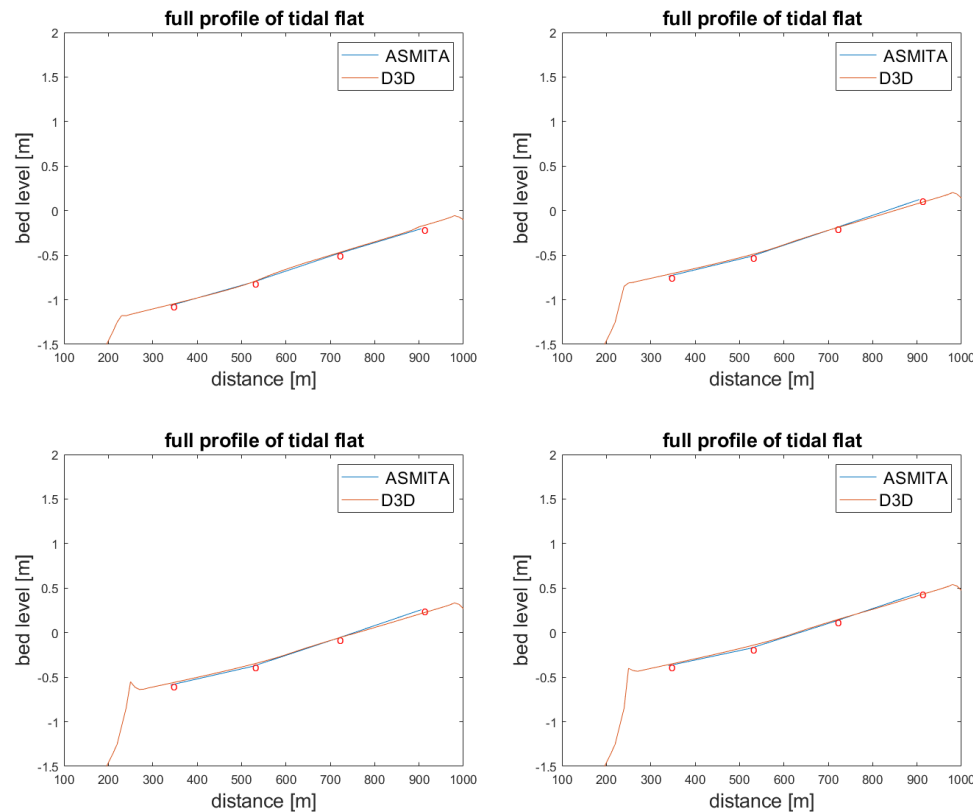 full profile of tidal flat
2
1.5
1
0.5
0
-0.5
-1
-1.5
bed level [m]
ASMITA
D3D
100 200 300 400 500 600 700 800 900 1000
distance [m]
full profile of tidal flat
2
1.5
1
0.5
0
-0.5
-1
-1.5
bed level [m]
ASMITA
D3D
100 200 300 400 500 600 700 800 900 1000
distance [m]
full profile of tidal flat
2
1.5
1
0.5
0
-0.5
-1
-1.5
bed level [m]
ASMITA
D3D
100 200 300 400 500 600 700 800 900 1000
distance [m]
full profile of tidal flat
2
1.5
1
0.5
0
-0.5
-1
-1.5
bed level [m]
ASMITA
D3D
100 200 300 400 500 600 700 800 900 1000
distance [m]